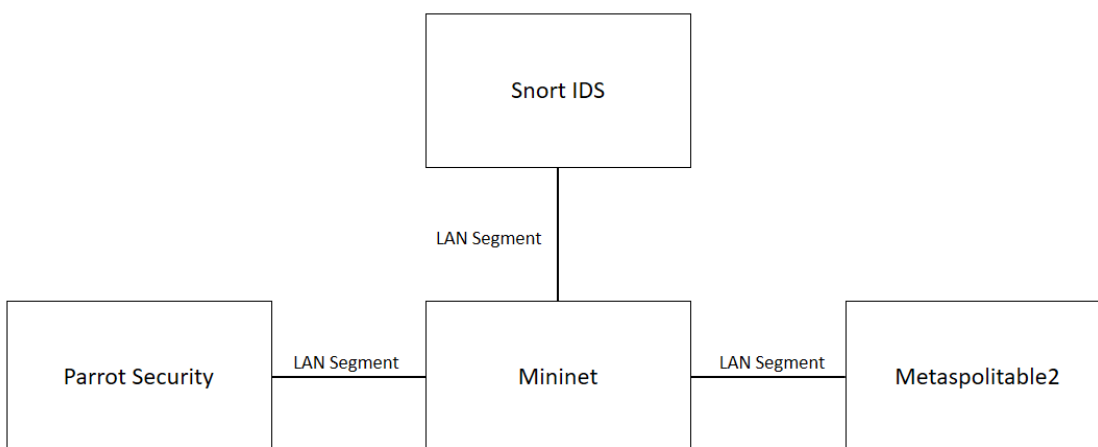 Snort IDS
LAN Segment
Parrot Security
LAN Segment
Mininet
LAN Segment
Metaspolitable2